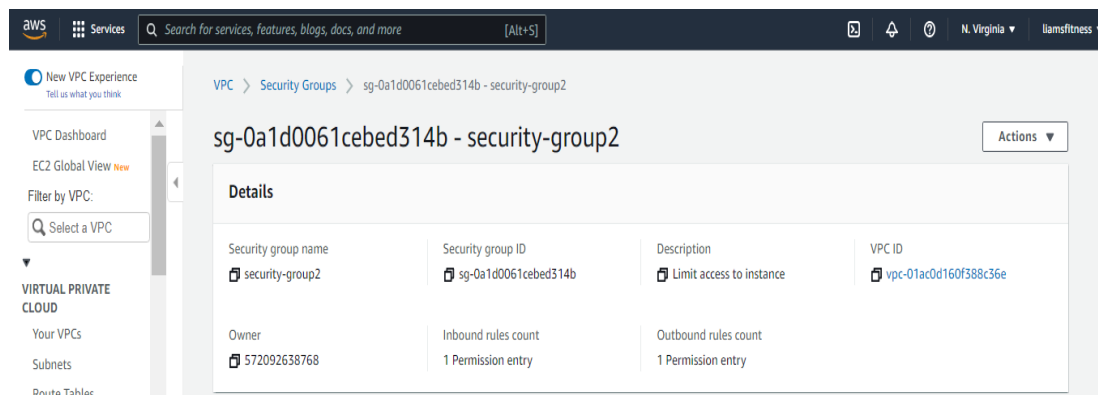 aws Services Search for services, features, blogs, docs, and more [Alt+S] N. Virginia ▼ liamsfitness
New VPC Experience
Tell us what you think
VPC Dashboard
EC2 Global View New
Filter by VPC:
Select a VPC
VIRTUAL PRIVATE
CLOUD
Your VPCs
Subnets
Route Tables
VPC > Security Groups > sg-0a1d0061cebed314b - security-group2
sg-0a1d0061cebed314b - security-group2
Actions ▼
Details
Security group name
security-group2
Security group ID
sg-0a1d0061cebed314b
Description
Limit access to instance
VPC ID
vpc-01ac0d160f388c36e
Owner
572092638768
Inbound rules count
1 Permission entry
Outbound rules count
1 Permission entry